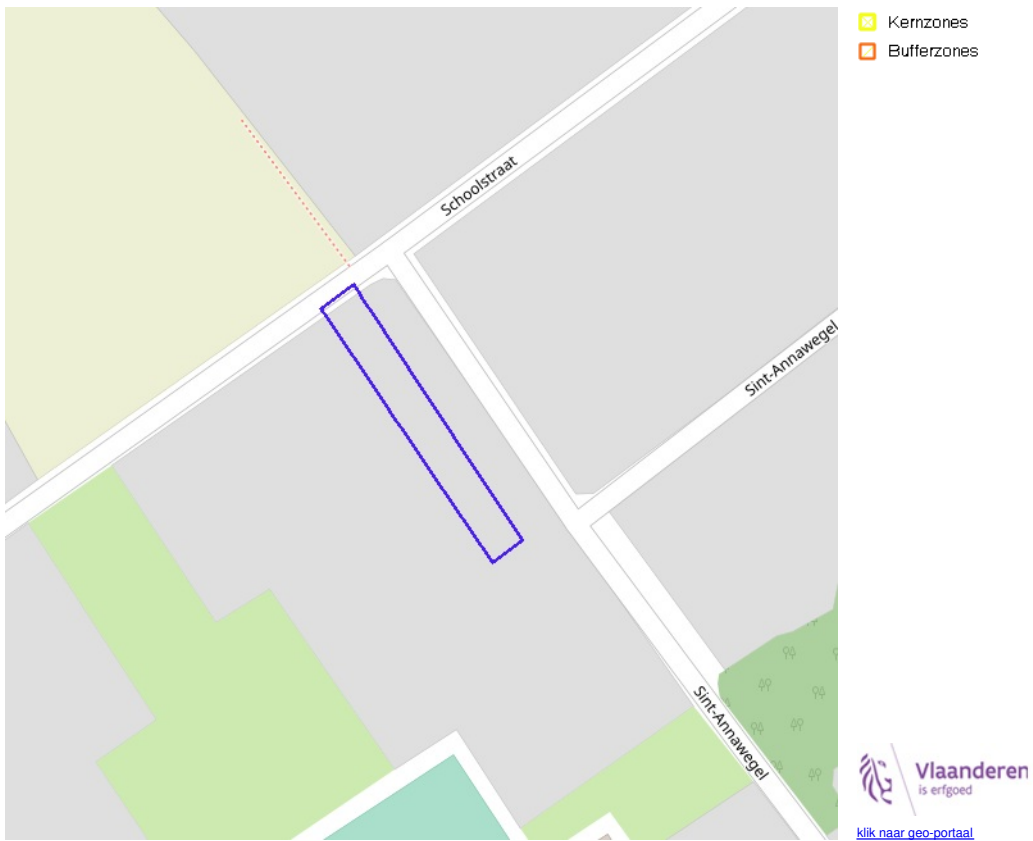 Kernzones
Bufferzones
Schoolstraat
Sint-Annawegel
Sint-Annawegel
Vlaanderen
is erfgoed
klik naar geo-portaal